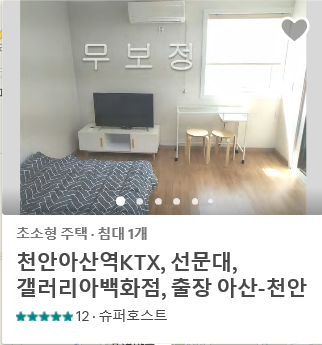 무보정
초소형 주택 · 침대 1개
천안아산역KTX, 선문대,
갤러리아백화점, 출장 아산-천안
12 · 슈퍼호스트